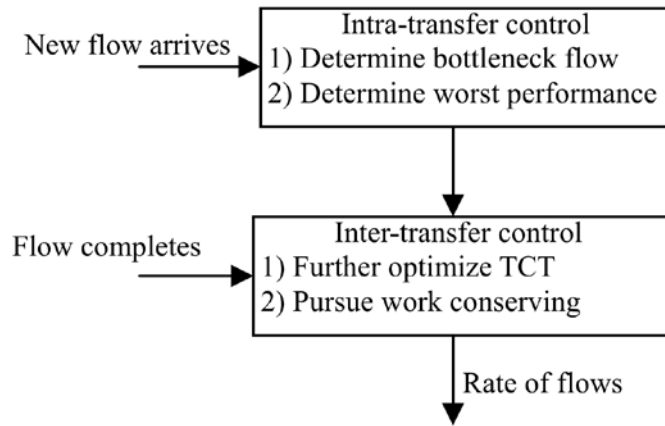 Intra-transfer control
New flow arrives
1) Determine bottleneck flow
2) Determine worst performance
Inter-transfer control
Flow completes
1) Further optimize TCT
2) Pursue work conserving
Rate of flows